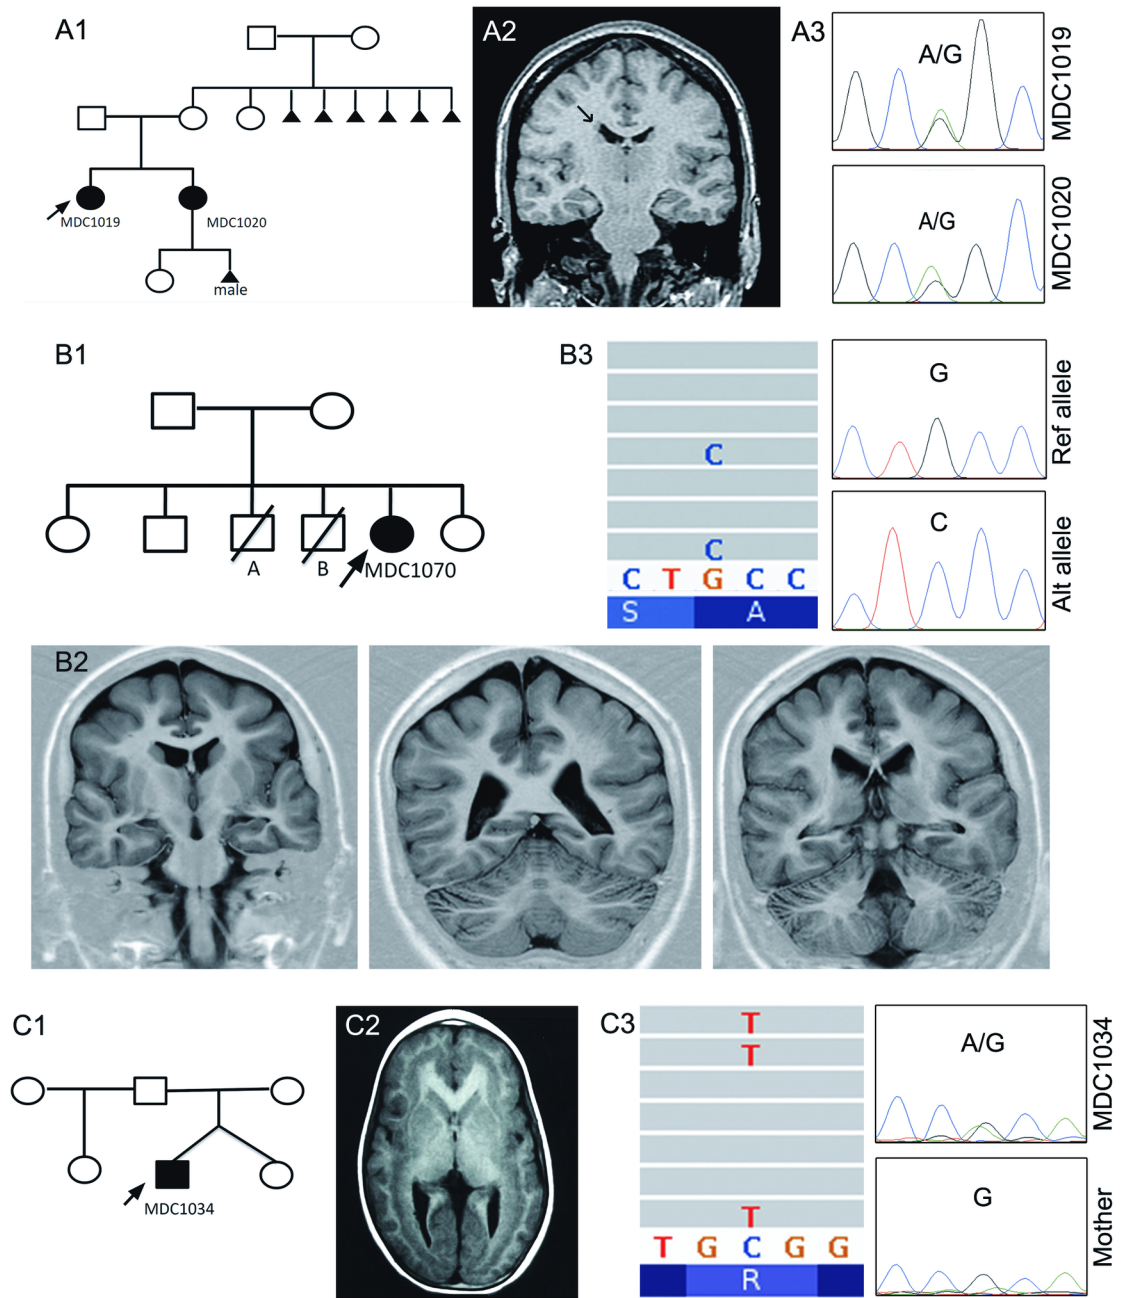 A1
MDC1019
MDC1020
male
A2
A3
A/G
MDC1019
A/G
MDC1020
B1
A
B
MDC1070
B3
C
C
C T G C C
S A
G
Ref allele
C
Alt allele
B2
C1
MDC1034
C2
C3
T
T
T
T G C G G
R
A/G
MDC1034
G
Mother